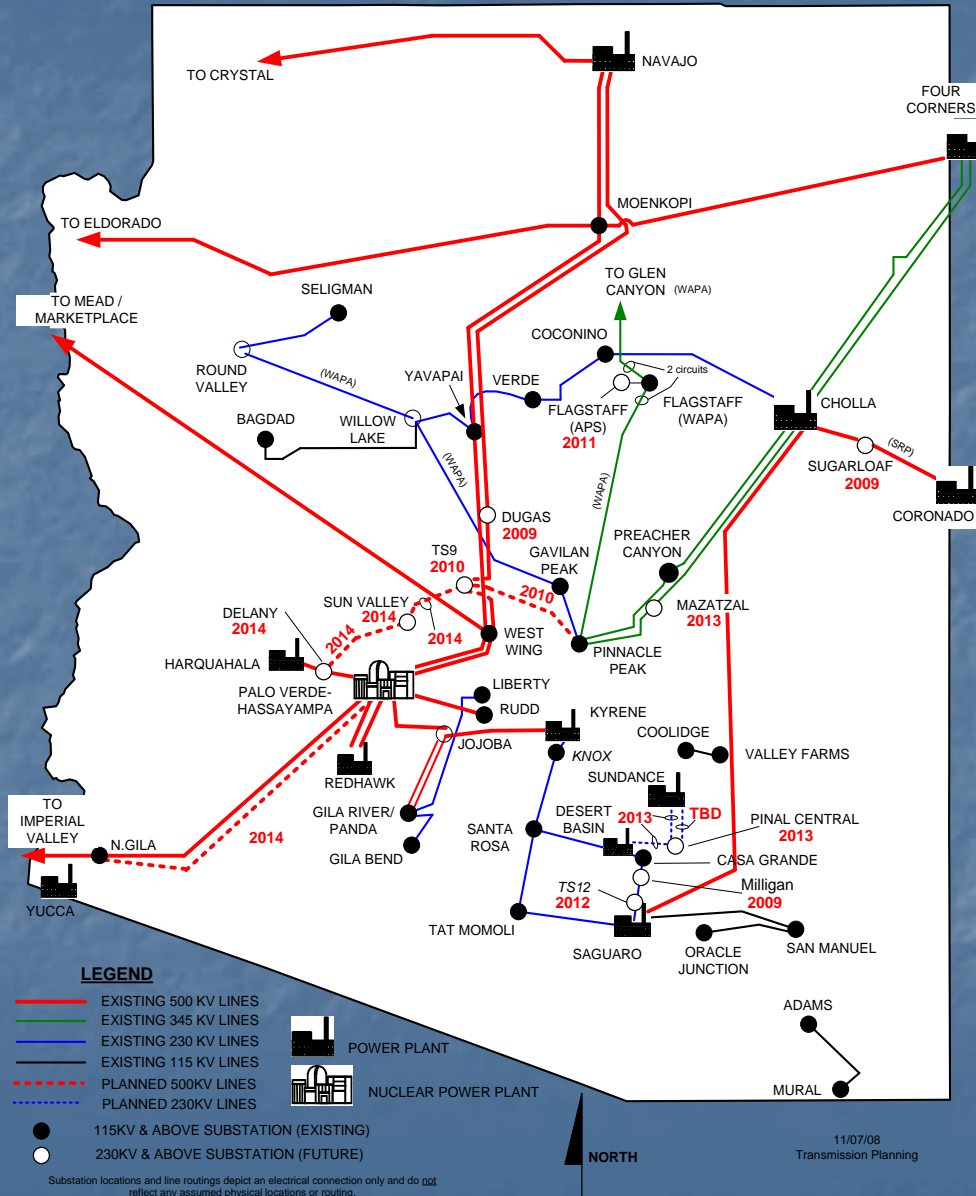 NAVAJO
TO CRYSTAL
FOUR
CORNERS
MOENKOPI
TO ELDORADO
TO GLEN
CANYON (WAPA)
SELIGMAN
TO MEAD /
MARKETPLACE
COCONINO
2 circuits
ROUND
VALLEY
(WAPA)
YAVAPAI
VERDE
FLAGSTAFF
(APS)
2011
FLAGSTAFF
(WAPA)
CHOLLA
BAGDAD
WILLOW
LAKE
(WAPA)
(WAPA)
(SRP)
SUGARLOAF
2009
CORONADO
DUGAS
2009
PREACHER
CANYON
TS9
2010
GAVILAN
PEAK
2010
MAZATZAL
2013
SUN VALLEY
2014
DELANY
2014
2014
2014
WEST
WING
PINNACLE
PEAK
HARQUAHALA
PALO VERDE-
HASSAYAMPA
LIBERTY
RUDD
KYRENE
COOLIDGE
JOJOBA
KNOX
VALLEY FARMS
REDHAWK
SUNDANCE
TO
IMPERIAL
VALLEY
GILA RIVER/
PANDA
DESERT
BASIN
2013
TBD
PINAL CENTRAL
2013
2014
N.GILA
SANTA
ROSA
GILA BEND
CASA GRANDE
TS12
2012
Milligan
2009
YUCCA
TAT MOMOLI
SAGUARO
ORACLE
JUNCTION
SAN MANUEL
LEGEND
EXISTING 500 KV LINES
EXISTING 345 KV LINES
EXISTING 230 KV LINES
EXISTING 115 KV LINES
PLANNED 500KV LINES
PLANNED 230KV LINES
POWER PLANT
NUCLEAR POWER PLANT
115KV & ABOVE SUBSTATION (EXISTING)
230KV & ABOVE SUBSTATION (FUTURE)
ADAMS
MURAL
NORTH
11/07/08
Transmission Planning
Substation locations and line routings depict an electrical connection only and do not
reflect any assumed physical locations or routing.